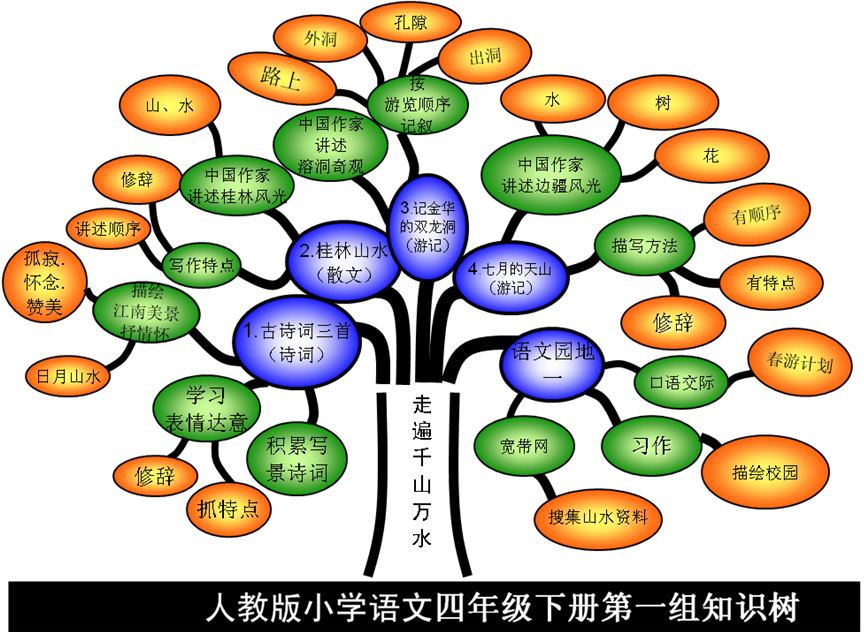 外洞
孔隙
出洞
路上
按
游览顺序
记叙
山、水
中国作家
讲述
溶洞奇观
水
树
花
中国作家
讲述边疆风光
修辞
中国作家
讲述桂林风光
讲述顺序
写作特点
2.桂林山水
（散文）
3.记金华
的双龙洞
（游记）
4.七月的天山
（游记）
描写方法
有顺序
有特点
修辞
孤寂.
怀念.
赞美
描绘
江南美景
抒情怀
日月山水
1.古诗词三首
（诗词）
学习
表情达意
修辞
抓特点
积累写
景诗词
语文园地
一
口语交际
春游计划
宽带网
习作
描绘校园
搜集山水资料
走
遍
千
山
万
水
人教版小学语文四年级下册第一组知识树